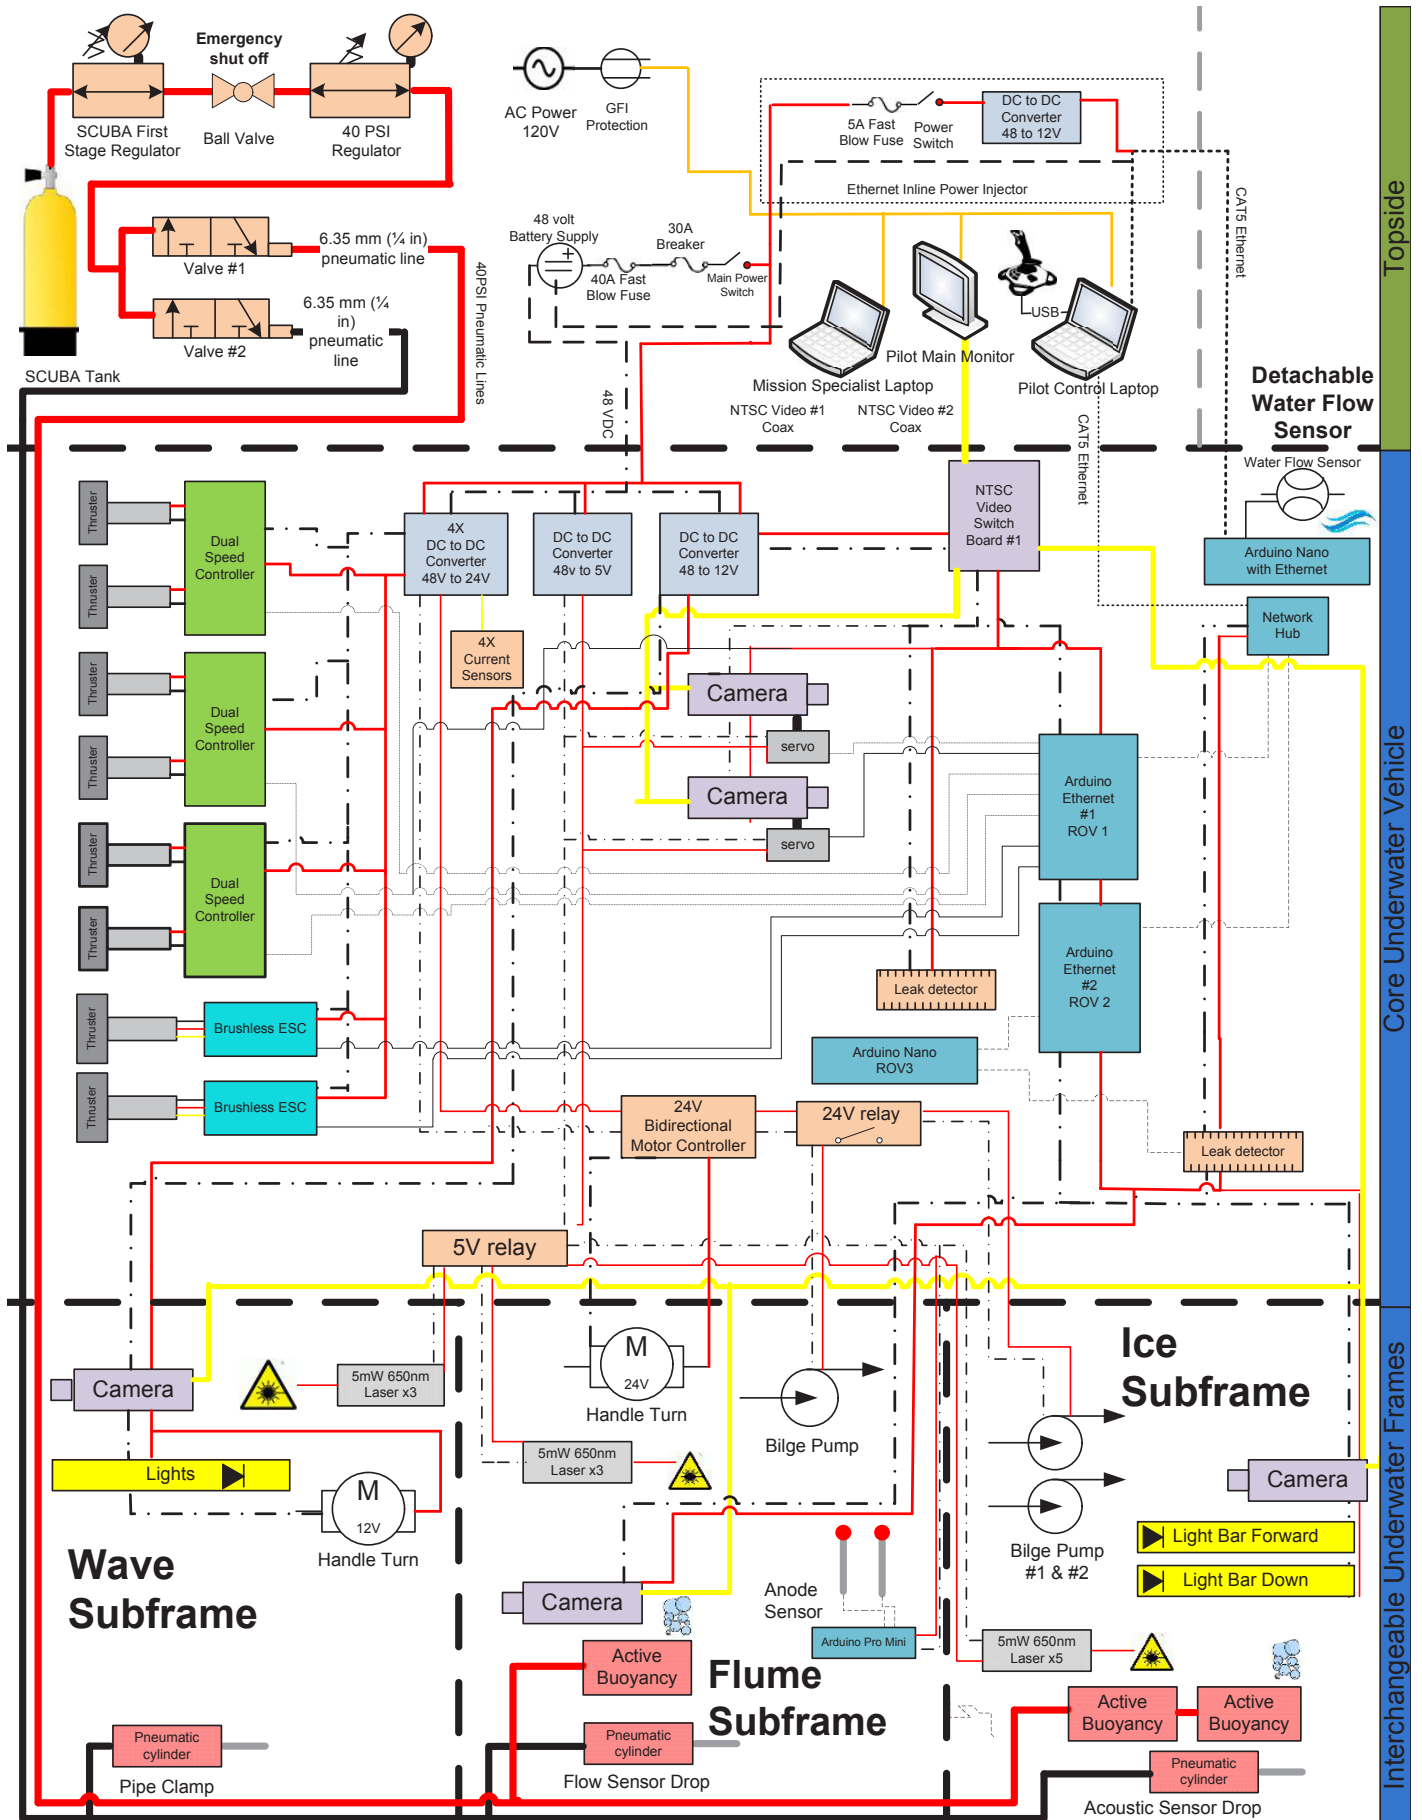 Emergency
shut off
SCUBA First
Stage Regulator
Ball Valve
40 PSI
Regulator
AC Power
120V
GFI
Protection
5A Fast
Blow Fuse
Power
Switch
DC to DC
Converter
48 to 12V
Ethernet Inline Power Injector
CAT5 Ethernet
Topside
Valve #1
6.35 mm (¼ in)
pneumatic line
Valve #2
6.35 mm (¼
in)
pneumatic
line
40PSI Pneumatic Lines
SCUBA Tank
48 volt
Battery Supply
40A Fast
Blow Fuse
30A
Breaker
Main Power
Switch
48 VDC
USB
Mission Specialist Laptop
Pilot Main Monitor
Pilot Control Laptop
NTSC Video #1
Coax
NTSC Video #2
Coax
CAT5 Ethernet
Detachable
Water Flow
Sensor
Water Flow Sensor
Arduino Nano
with Ethernet
Network
Hub
Core Underwater Vehicle
Thruster
Thruster
Dual
Speed
Controller
Thruster
Thruster
Dual
Speed
Controller
Thruster
Thruster
Dual
Speed
Controller
Thruster
Brushless ESC
Thruster
Brushless ESC
4X
DC to DC
Converter
48V to 24V
DC to DC
Converter
48v to 5V
DC to DC
Converter
48 to 12V
NTSC
Video
Switch
Board #1
4X
Current
Sensors
Camera
servo
Camera
servo
Arduino
Ethernet
#1
ROV 1
Arduino
Ethernet
#2
ROV 2
Leak detector
Arduino Nano
ROV3
Leak detector
24V
Bidirectional
Motor Controller
24V relay
5V relay
Interchangeable Underwater Frames
Camera
5mW 650nm
Laser x3
Lights
M
12V
Handle Turn
Wave
Subframe
Pneumatic
cylinder
Pipe Clamp
M
24V
Handle Turn
Bilge Pump
5mW 650nm
Laser x3
Camera
Anode
Sensor
Arduino Pro Mini
Active
Buoyancy
Flume
Subframe
Pneumatic
cylinder
Flow Sensor Drop
Ice
Subframe
Bilge Pump
#1 & #2
Camera
Light Bar Forward
Light Bar Down
5mW 650nm
Laser x5
Active
Buoyancy
Active
Buoyancy
Pneumatic
cylinder
Acoustic Sensor Drop